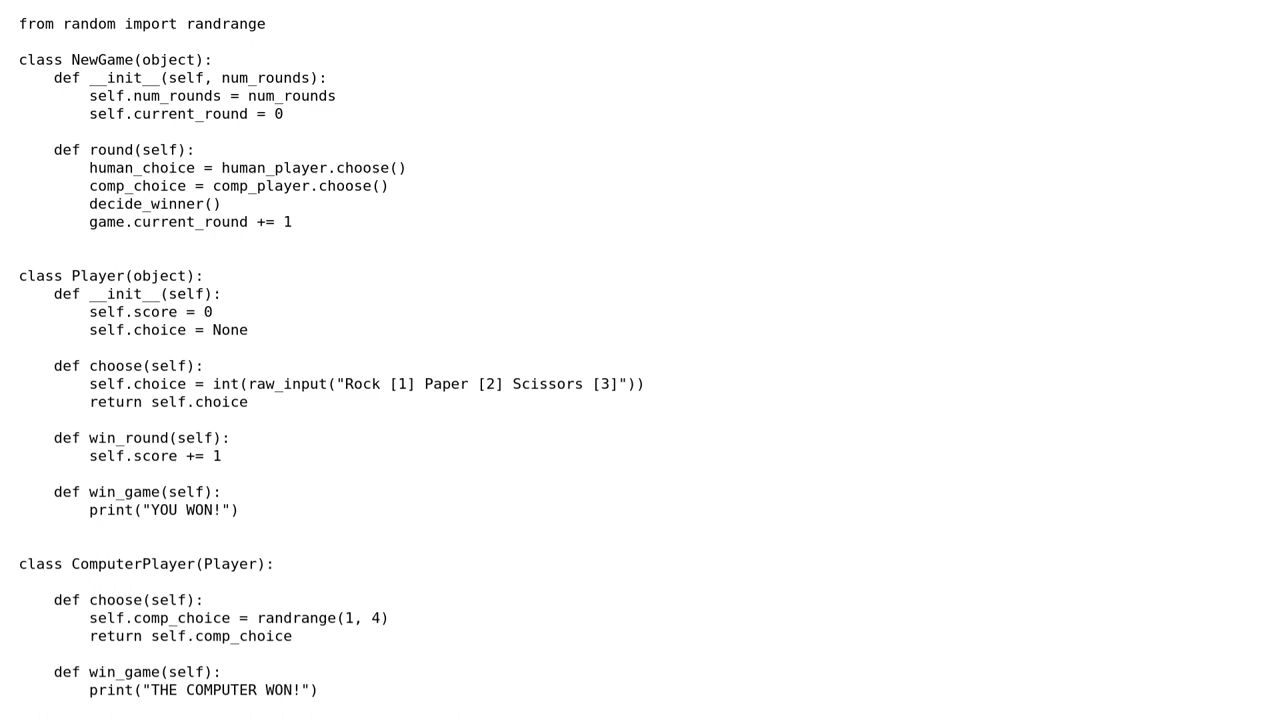 from random import randrange

class NewGame(object):
    def __init__(self, num_rounds):
        self.num_rounds = num_rounds
        self.current_round = 0

    def round(self):
        human_choice = human_player.choose()
        comp_choice = comp_player.choose()
        decide_winner()
        game.current_round += 1


class Player(object):
    def __init__(self):
        self.score = 0
        self.choice = None

    def choose(self):
        self.choice = int(raw_input("Rock [1] Paper [2] Scissors [3]"))
        return self.choice

    def win_round(self):
        self.score += 1

    def win_game(self):
        print("YOU WON!")


class ComputerPlayer(Player):

    def choose(self):
        self.comp_choice = randrange(1, 4)
        return self.comp_choice

    def win_game(self):
        print("THE COMPUTER WON!")